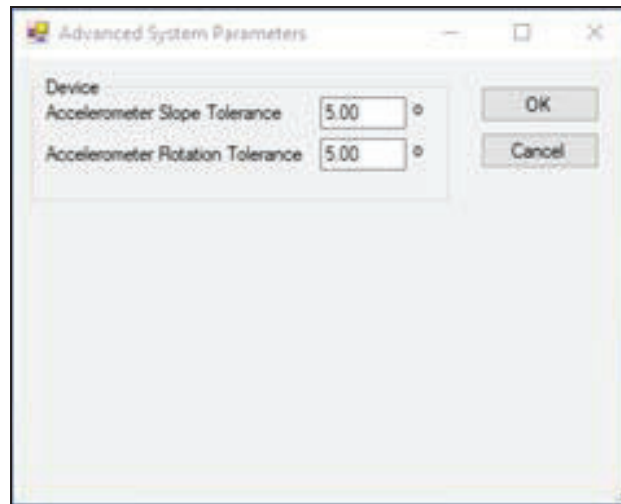 Advanced System Parameters
Device
Accelerometer Slope Tolerance 5.00 °
Accelerometer Rotation Tolerance 5.00 °
OK
Cancel